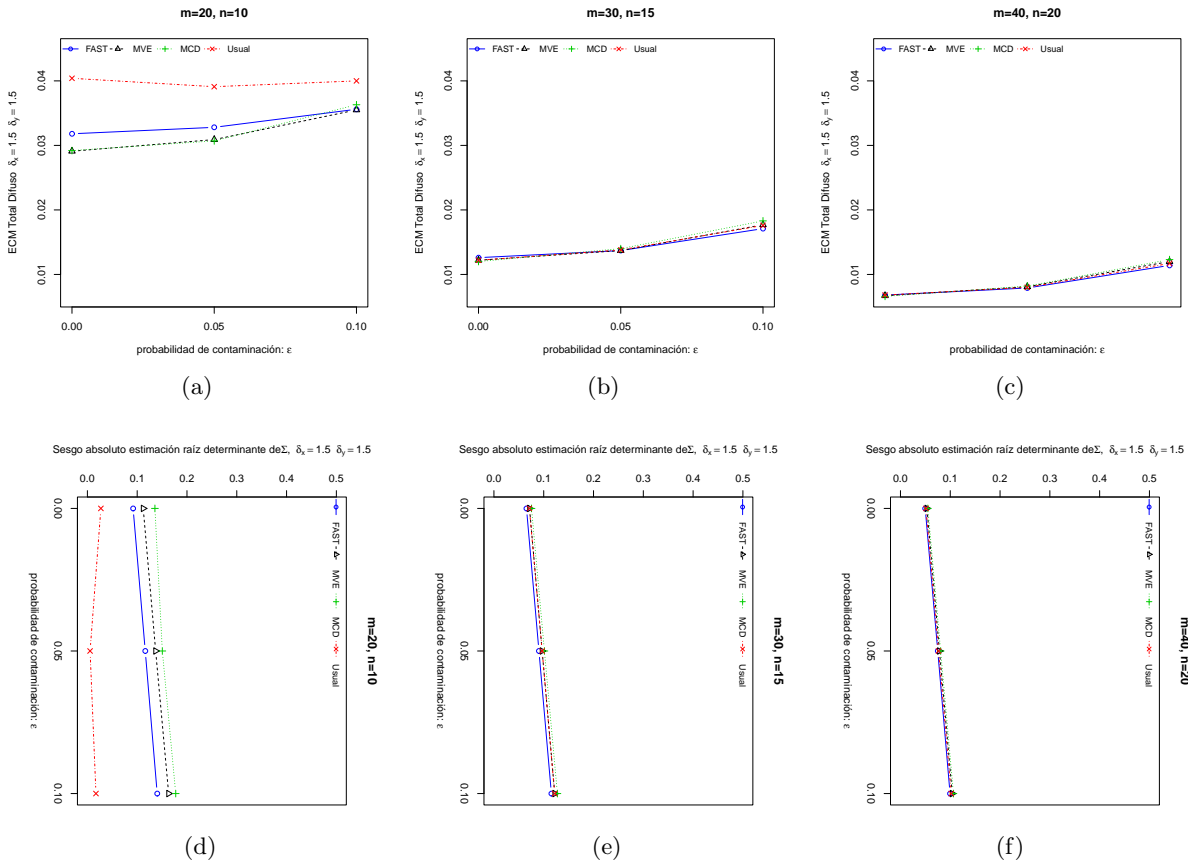 m=20, n=10
FAST MVE MCD Usual
0.01 0.02 0.03 0.04
ECM Total Difuso δx = 1.5 δy = 1.5
0.00 0.05 0.10
probabilidad de contaminación: ε
(a)
m=30, n=15
FAST MVE MCD Usual
0.01 0.02 0.03 0.04
ECM Total Difuso δx = 1.5 δy = 1.5
0.00 0.05 0.10
probabilidad de contaminación: ε
(b)
m=40, n=20
FAST MVE MCD Usual
0.01 0.02 0.03 0.04
ECM Total Difuso δx = 1.5 δy = 1.5
probabilidad de contaminación: ε
(c)
Sesgo absoluto estimación raíz determinante deΣ, δx = 1.5 δy = 1.5
0.0 0.1 0.2 0.3 0.4 0.5
0.00 0.05 0.10
probabilidad de contaminación: ε
FAST MVE MCD Usual
m=20, n=10
(d)
Sesgo absoluto estimación raíz determinante deΣ, δx = 1.5 δy = 1.5
0.0 0.1 0.2 0.3 0.4 0.5
0.00 0.05 0.10
probabilidad de contaminación: ε
FAST MVE MCD Usual
m=30, n=15
(e)
Sesgo absoluto estimación raíz determinante deΣ, δx = 1.5 δy = 1.5
0.0 0.1 0.2 0.3 0.4 0.5
0.00 0.05 0.10
probabilidad de contaminación: ε
FAST MVE MCD Usual
m=40, n=20
(f)